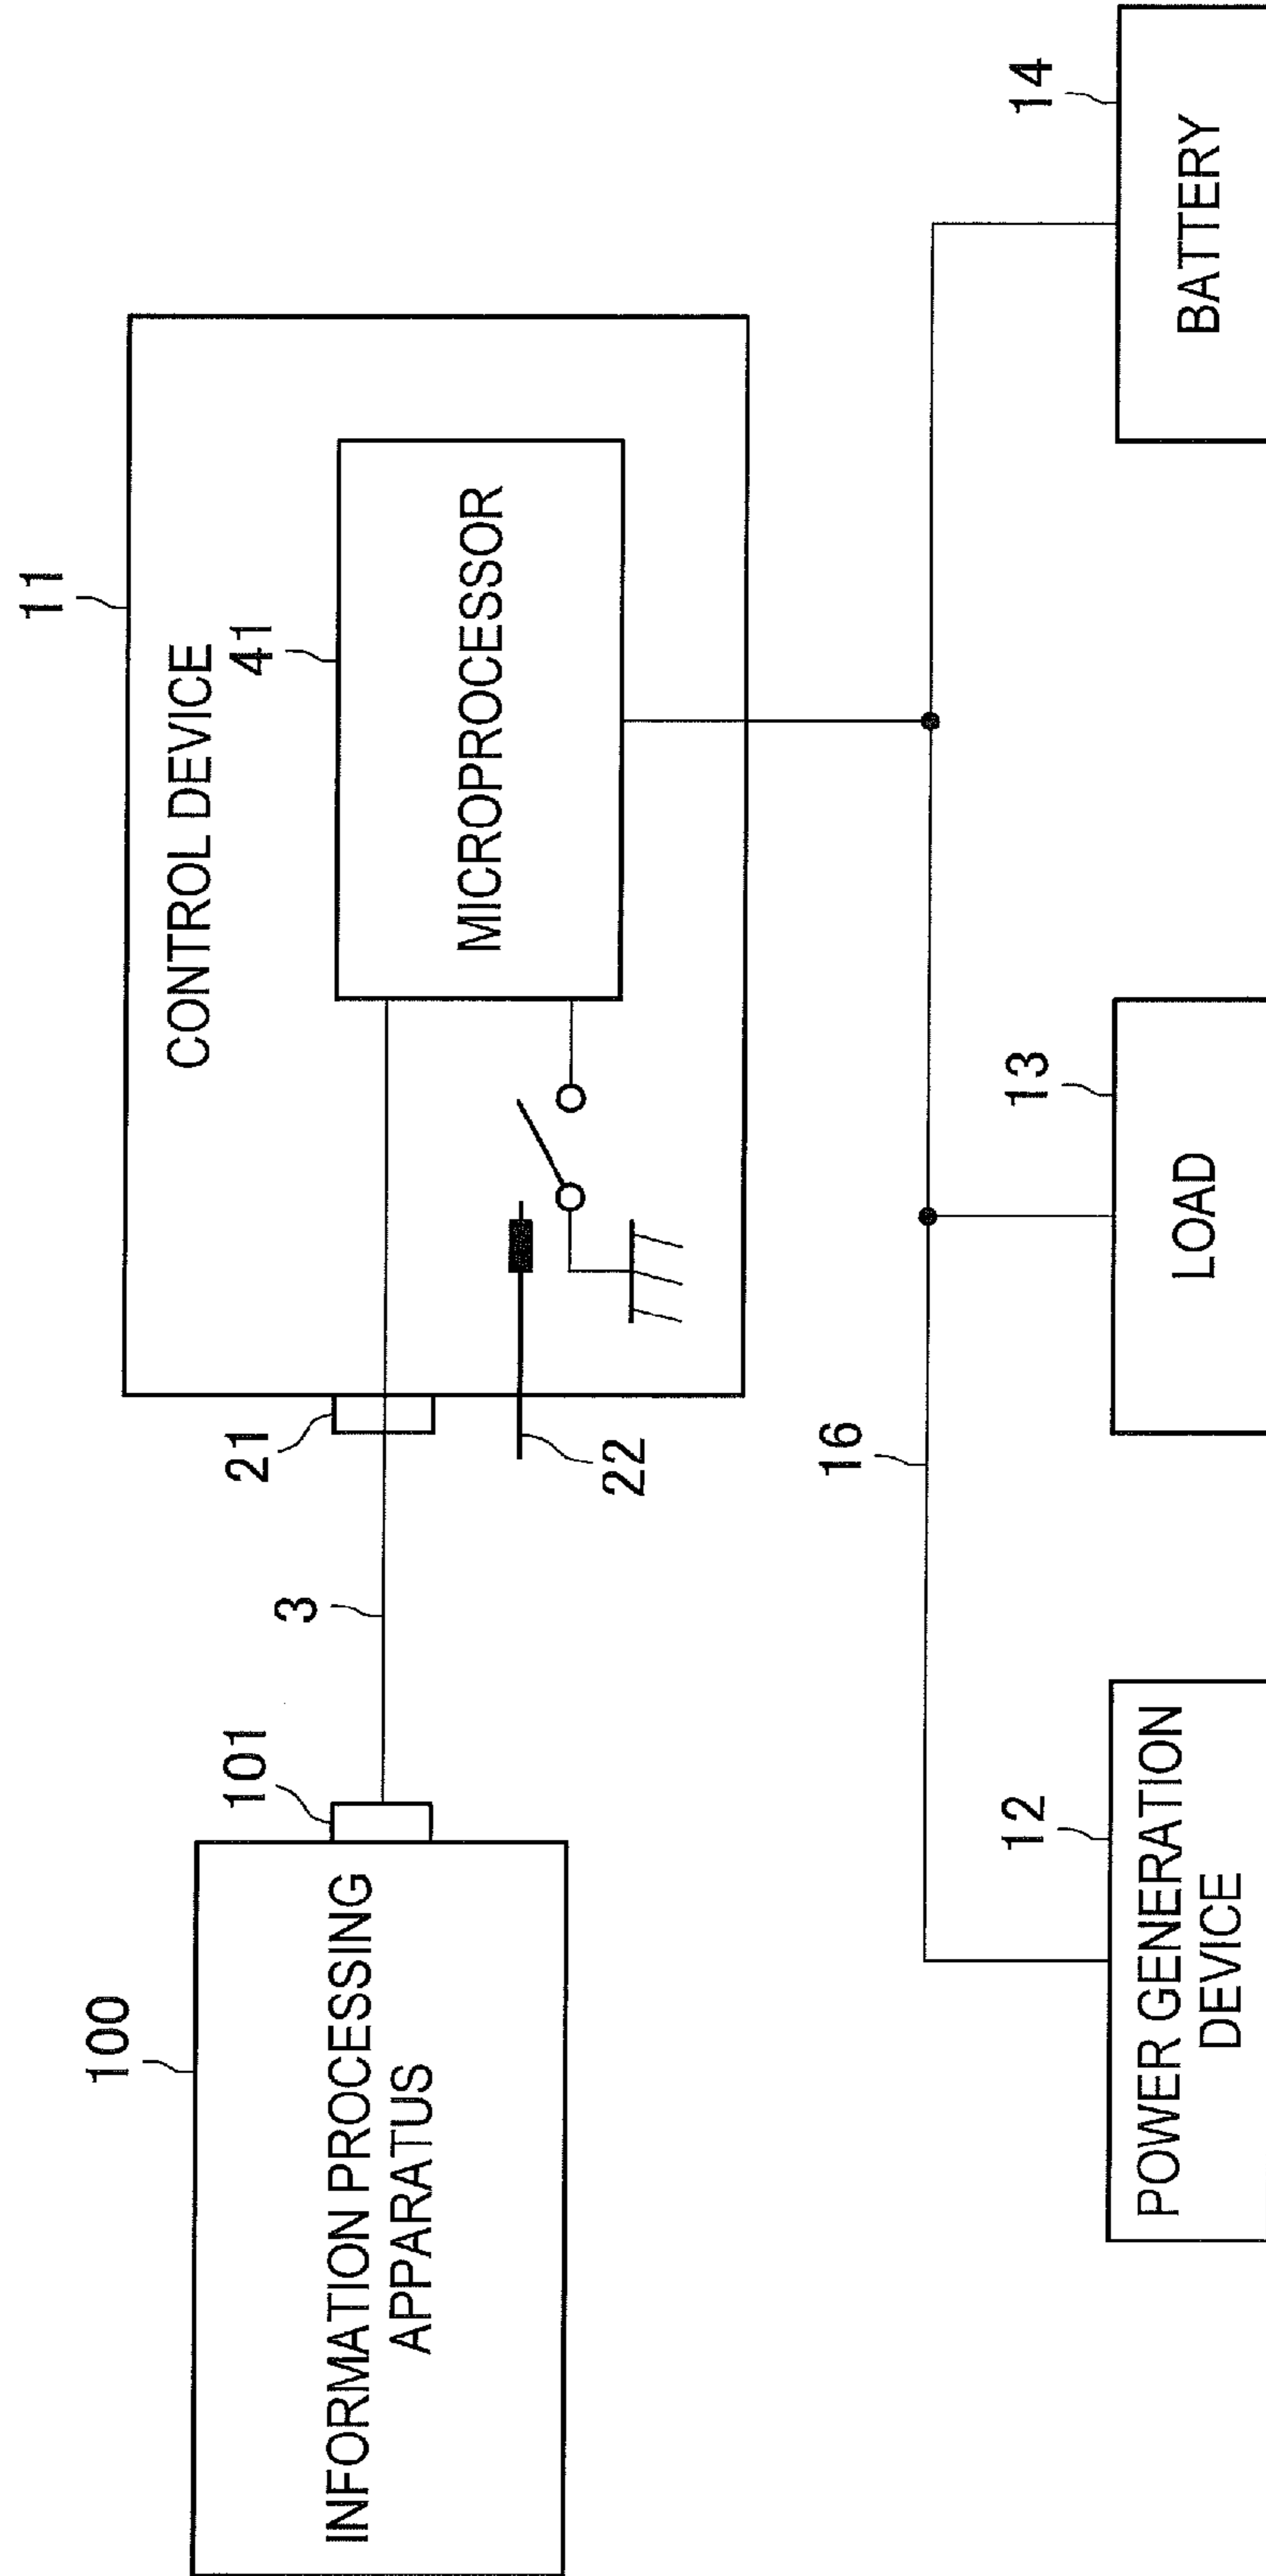 100
INFORMATION PROCESSING
APPARATUS
101
3
21
22
11
CONTROL DEVICE
41
MICROPROCESSOR
16
12
POWER GENERATION
DEVICE
13
LOAD
14
BATTERY